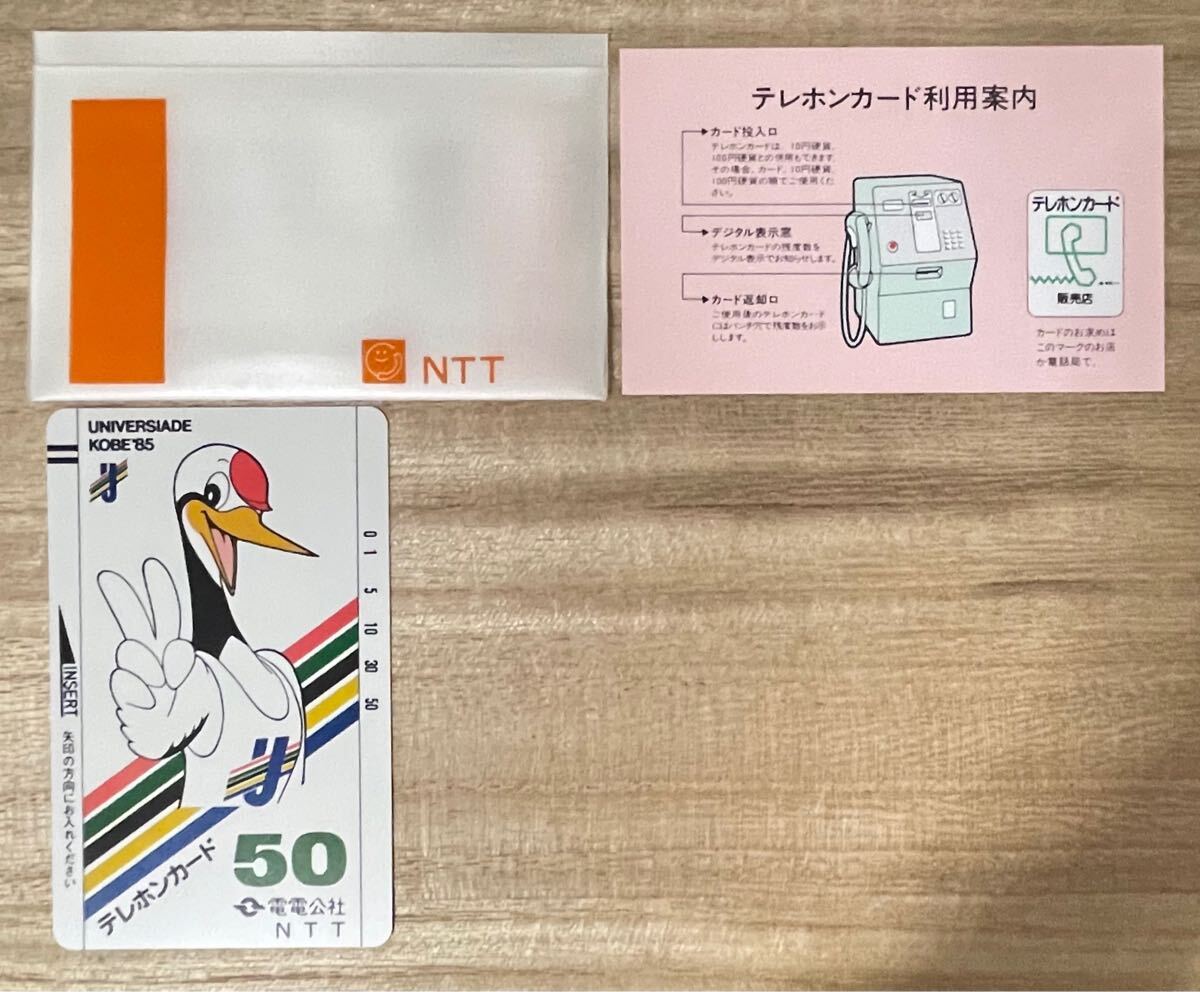 NTT
テレホンカード利用案内
カード投入口
テレホンカードは、10円硬貨、
100円硬貨との併用もできます。
その場合、カード、10円硬貨、
100円硬貨の順でご使用くだ
さい。
デジタル表示窓
テレホンカードの残度数を
デジタル表示でお知らせします。
カード返却口
ご使用後のテレホンカード
にはパンチ穴で残度数をお示
しします。
テレホンカード
販売店
カードのお求めは
このマークのお店
か電話局で。
UNIVERSIADE
KOBE'85
0 1 5 10 30 50
INSERT 矢印の方向にお入れください
テレホンカード
50
電電公社
NTT